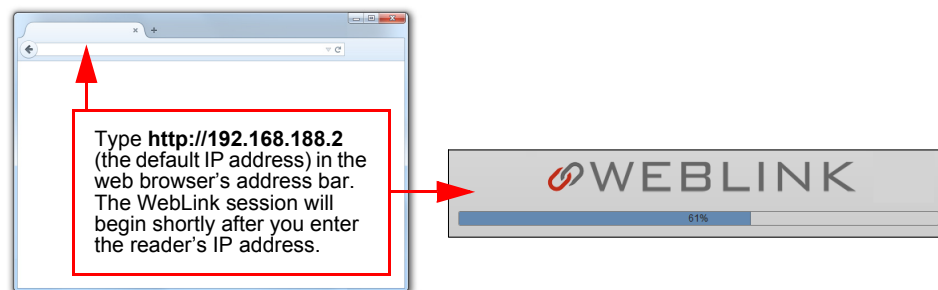 Type http://192.168.188.2
(the default IP address) in the
web browser’s address bar.
The WebLink session will
begin shortly after you enter
the reader’s IP address.
WEBLINK
61%